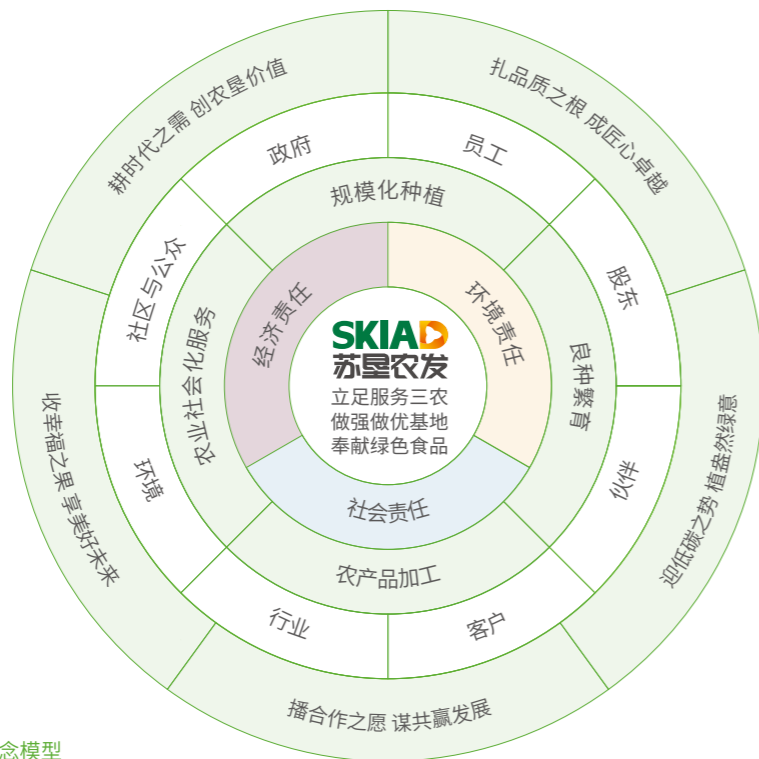 耕时代之需 创农垦价值
扎品质之根 成匠心卓越
政府
员工
规模化种植
社区与公众
股东
农业社会化服务
经济责任
环境责任
良种繁育
SKIAD
苏垦农发
立足服务三农
做强做优基地
奉献绿色食品
收幸福之果 享美好未来
迎低碳之势 植盎然绿意
环境
伙伴
社会责任
农产品加工
行业
客户
播合作之愿 谋共赢发展
念模型